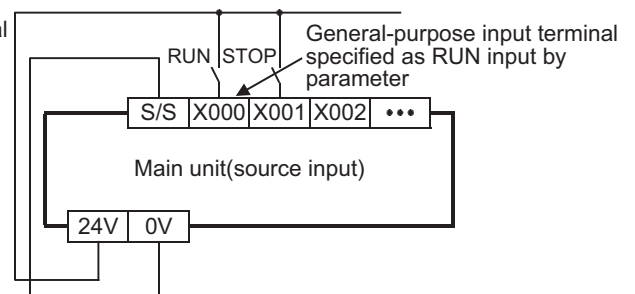 al
General-purpose input terminal
RUN STOP specified as RUN input by
parameter
S/S X000 X001 X002 •••
Main unit(source input)
24V 0V